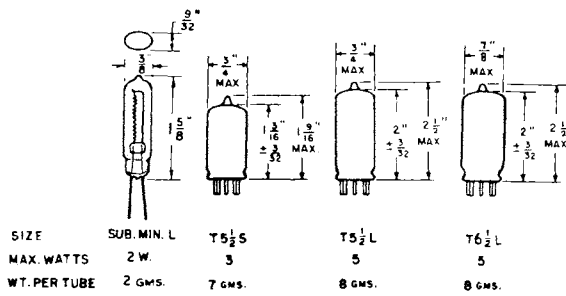 9/32"
3/8"
1 5/8"
3/4" MAX
1 3/16" ± 3/32
1 9/16" MAX.
3/4" MAX
2" ± 3/32
2 1/2" MAX.
7/8" MAX
2" ± 3/32
2 1/2" MAX.
SIZE SUB. MIN. L T5 1/2 S T5 1/2 L T6 1/2 L
MAX. WATTS 2 W. 3 5 5
WT. PER TUBE 2 GMS. 7 GMS. 8 GMS. 8 GMS.